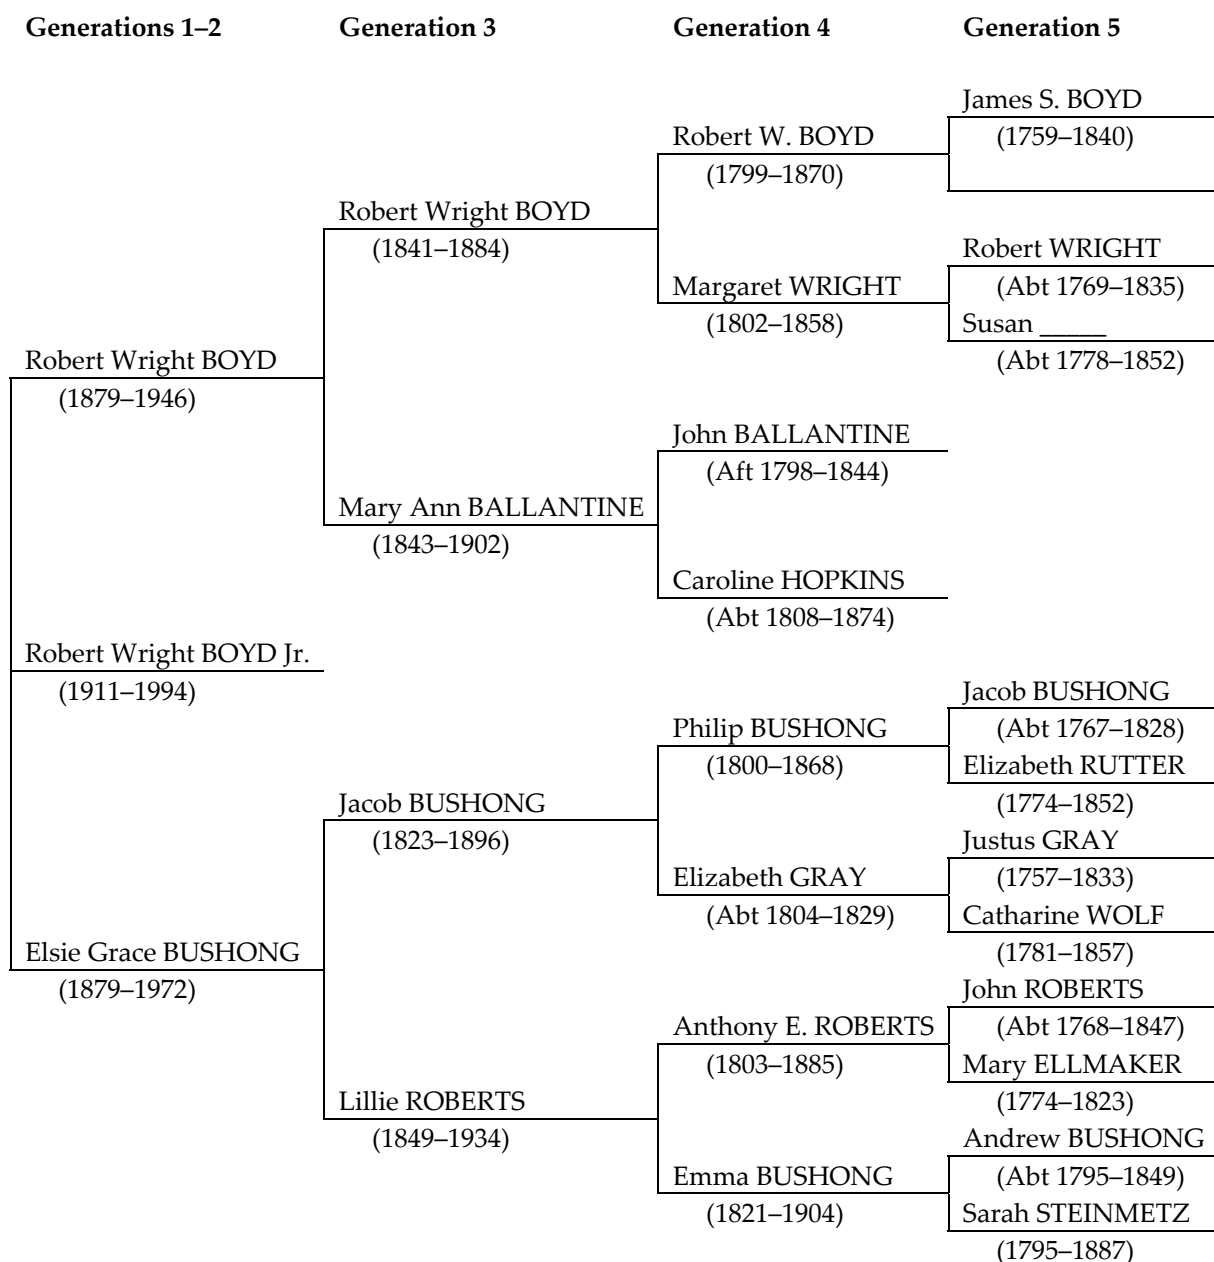 Generations 1–2 Generation 3 Generation 4 Generation 5
James S. BOYD
Robert W. BOYD (1759–1840)
(1799–1870)
Robert Wright BOYD
(1841–1884) Robert WRIGHT
Margaret WRIGHT (Abt 1769–1835)
(1802–1858) Susan _____
Robert Wright BOYD (Abt 1778–1852)
(1879–1946)
John BALLANTINE
(Aft 1798–1844)
Mary Ann BALLANTINE
(1843–1902)
Caroline HOPKINS
(Abt 1808–1874)
Robert Wright BOYD Jr.
(1911–1994) Jacob BUSHONG
Philip BUSHONG (Abt 1767–1828)
(1800–1868) Elizabeth RUTTER
Jacob BUSHONG (1774–1852)
(1823–1896) Justus GRAY
Elizabeth GRAY (1757–1833)
(Abt 1804–1829) Catharine WOLF
Elsie Grace BUSHONG (1781–1857)
(1879–1972) John ROBERTS
Anthony E. ROBERTS (Abt 1768–1847)
(1803–1885) Mary ELLMAKER
Lillie ROBERTS (1774–1823)
(1849–1934) Andrew BUSHONG
Emma BUSHONG (Abt 1795–1849)
(1821–1904) Sarah STEINMETZ
(1795–1887)